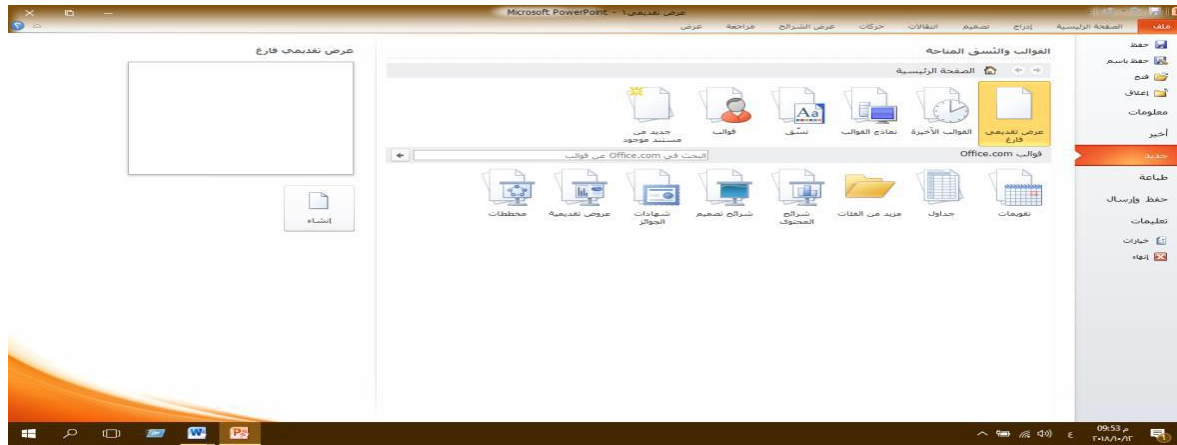 عرض تقديمي١ - Microsoft PowerPoint
ملف الصفحة الرئيسية إدراج تصميم انتقالات حركات عرض الشرائح مراجعة عرض
حفظ
حفظ باسم
فتح
إغلاق
معلومات
أخير
جديد
طباعة
حفظ وإرسال
تعليمات
خيارات
إنهاء
القوالب والنُسق المتاحة
الصفحة الرئيسية
عرض تقديمي فارغ
القوالب الأخيرة
نماذج القوالب
نسق
قوالب
جديد من مستند موجود
قوالب Office.com
البحث في Office.com عن قوالب
تقويمات
جداول
مزيد من الفئات
شرائح المحتوى
شرائح تصميم
شهادات الجوائز
عروض تقديمية
مخططات
عرض تقديمي فارغ
إنشاء
09:53 م
ع